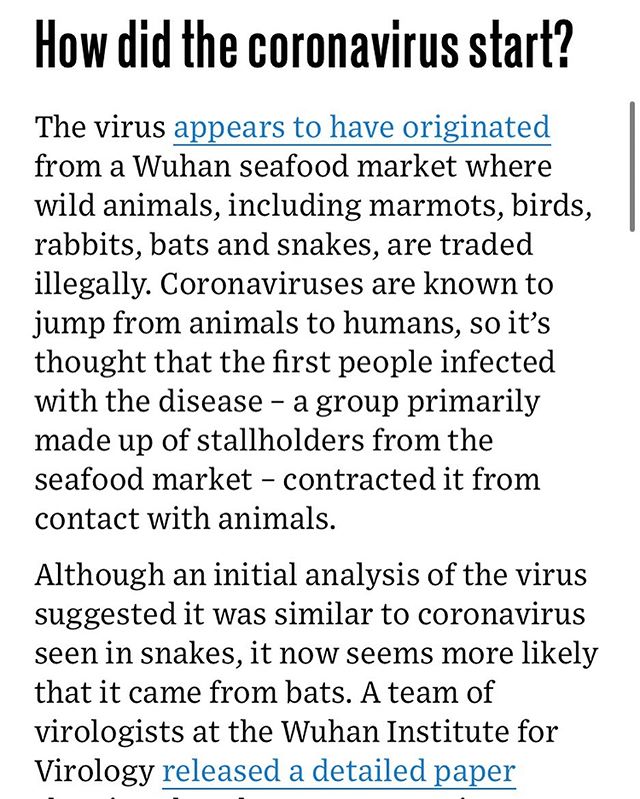 How did the coronavirus start?
The virus appears to have originated
from a Wuhan seafood market where
wild animals, including marmots, birds,
rabbits, bats and snakes, are traded
illegally. Coronaviruses are known to
jump from animals to humans, so it’s
thought that the first people infected
with the disease – a group primarily
made up of stallholders from the
seafood market – contracted it from
contact with animals.
Although an initial analysis of the virus
suggested it was similar to coronavirus
seen in snakes, it now seems more likely
that it came from bats. A team of
virologists at the Wuhan Institute for
Virology released a detailed paper